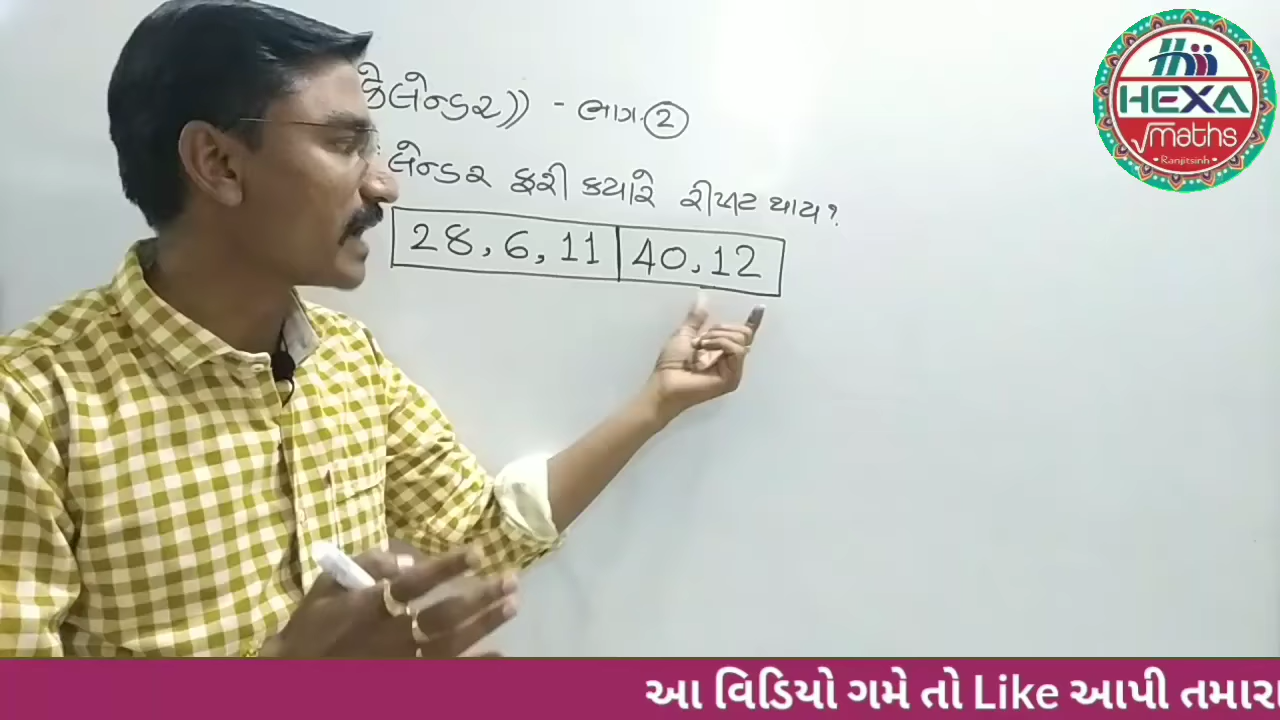 કેલેન્ડર)) - ભાગ-②
લેન્ડર ફરી કયારે રીપીટ થાય?
28, 6, 11 40, 12
HEXA
maths
Ranjitsinh
આ વિડિયો ગમે તો Like આપી તમારા